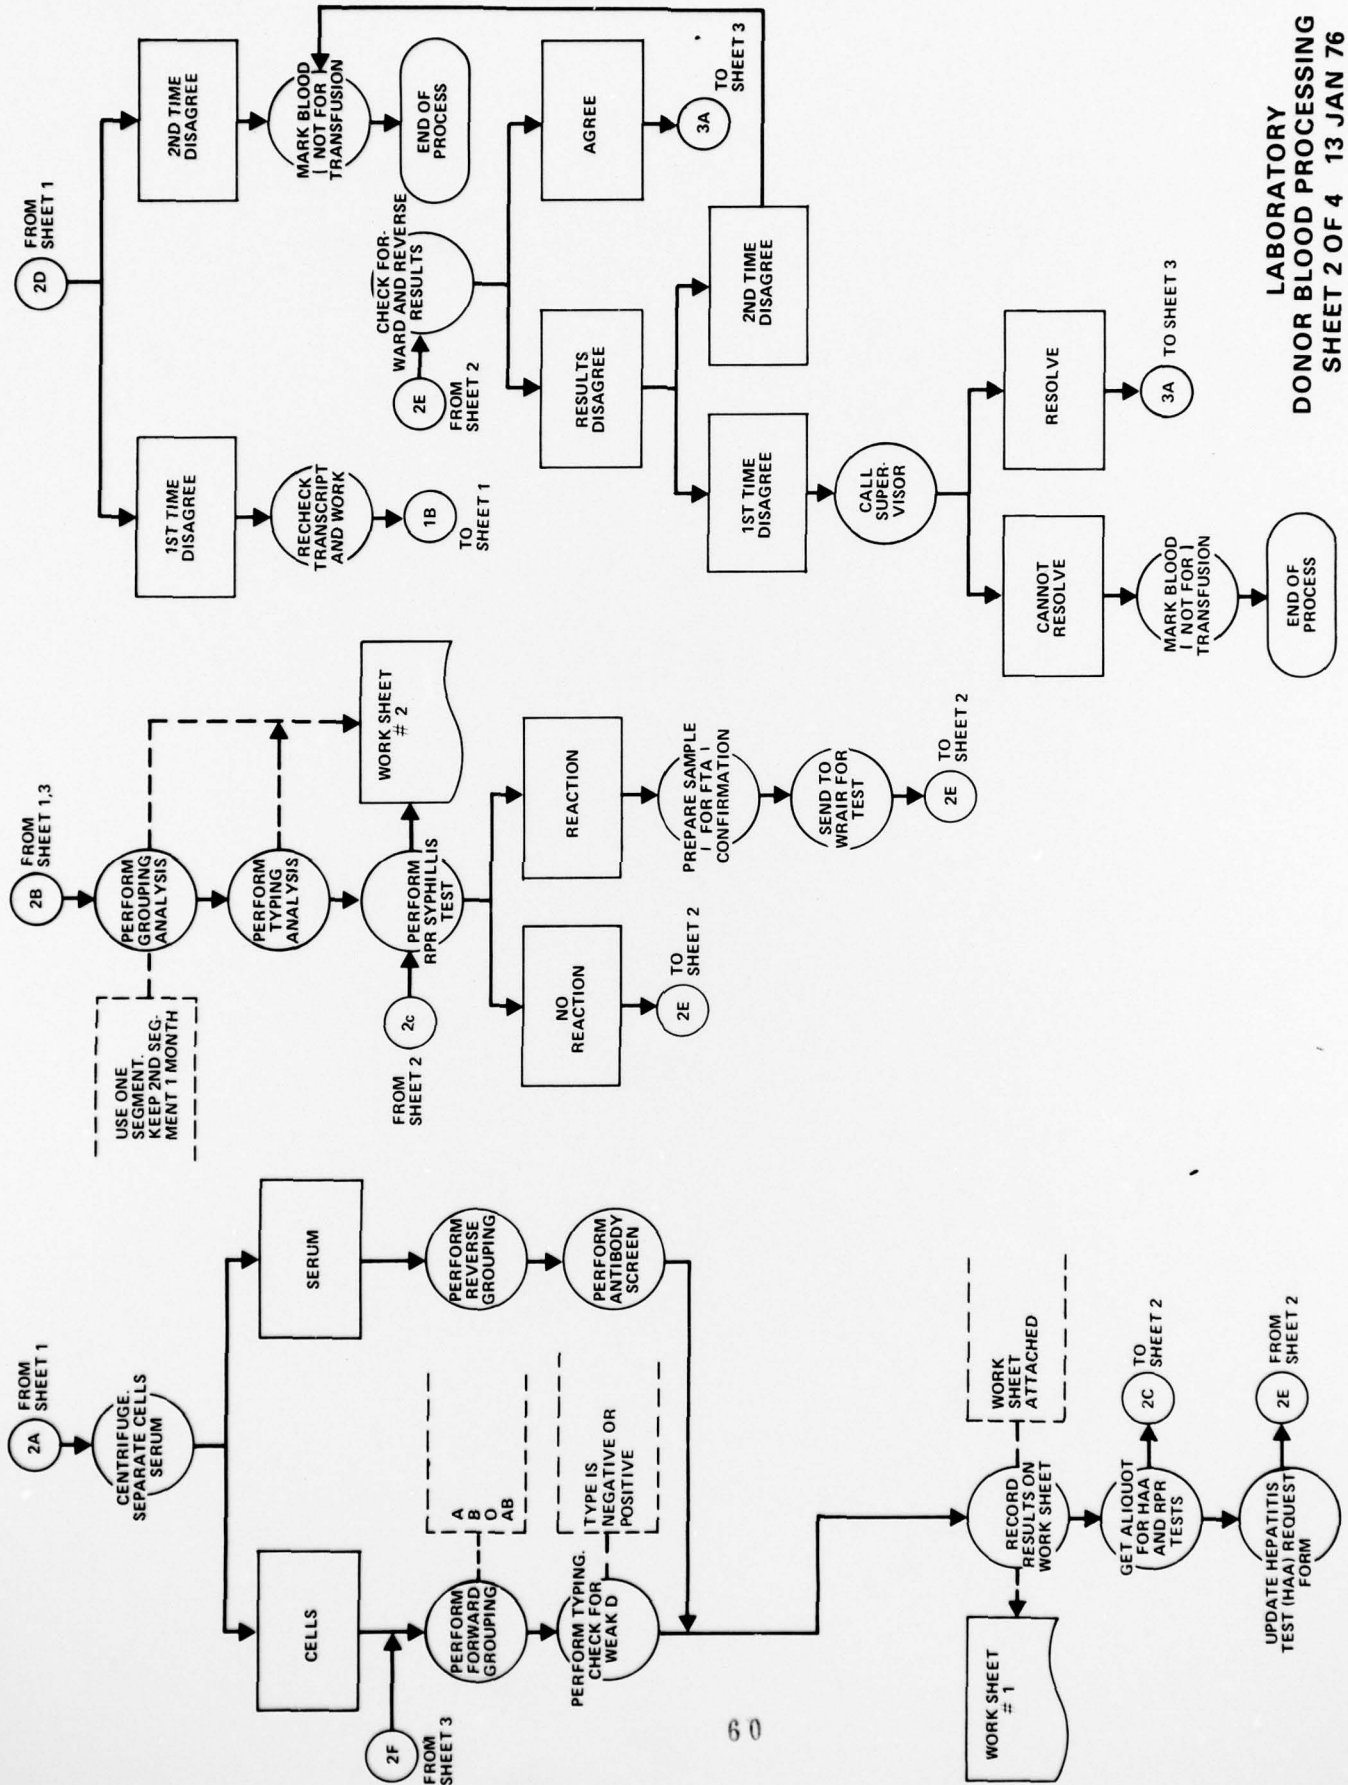 2A
FROM
SHEET 1
CENTRIFUGE.
SEPARATE CELLS
SERUM
CELLS
SERUM
2F
FROM
SHEET 3
PERFORM
FORWARD
GROUPING
A
B
O
AB
PERFORM TYPING.
CHECK FOR
WEAK D
TYPE IS
NEGATIVE OR
POSITIVE
PERFORM
REVERSE
GROUPING
PERFORM
ANTIBODY
SCREEN
WORK SHEET
# 1
RECORD
RESULTS ON
WORK SHEET
WORK
SHEET
ATTACHED
GET ALIQUOT
FOR HAA
AND RPR
TESTS
2C
TO
SHEET 2
UPDATE HEPATITIS
TEST (HAA) REQUEST
FORM
2E
FROM
SHEET 2
2B
FROM
SHEET 1,3
USE ONE
SEGMENT.
KEEP 2ND SEG-
MENT 1 MONTH
PERFORM
GROUPING
ANALYSIS
PERFORM
TYPING
ANALYSIS
FROM
SHEET 2
2c
PERFORM
RPR SYPHILLIS
TEST
WORK SHEET
# 2
NO
REACTION
2E
TO
SHEET 2
REACTION
PREPARE SAMPLE
FOR FTA
CONFIRMATION
SEND TO
WRAIR FOR
TEST
2E
TO
SHEET 2
2D
FROM
SHEET 1
1ST TIME
DISAGREE
RECHECK
TRANSCRIPT
AND WORK
1B
TO
SHEET 1
2ND TIME
DISAGREE
MARK BLOOD
NOT FOR
TRANSFUSION
END OF
PROCESS
2E
FROM
SHEET 2
CHECK FOR-
WARD AND REVERSE
RESULTS
RESULTS
DISAGREE
AGREE
3A
TO
SHEET 3
1ST TIME
DISAGREE
2ND TIME
DISAGREE
CALL
SUPER-
VISOR
CANNOT
RESOLVE
MARK BLOOD
NOT FOR
TRANSFUSION
END OF
PROCESS
RESOLVE
3A
TO SHEET 3
LABORATORY
DONOR BLOOD PROCESSING
SHEET 2 OF 4 13 JAN 76
60